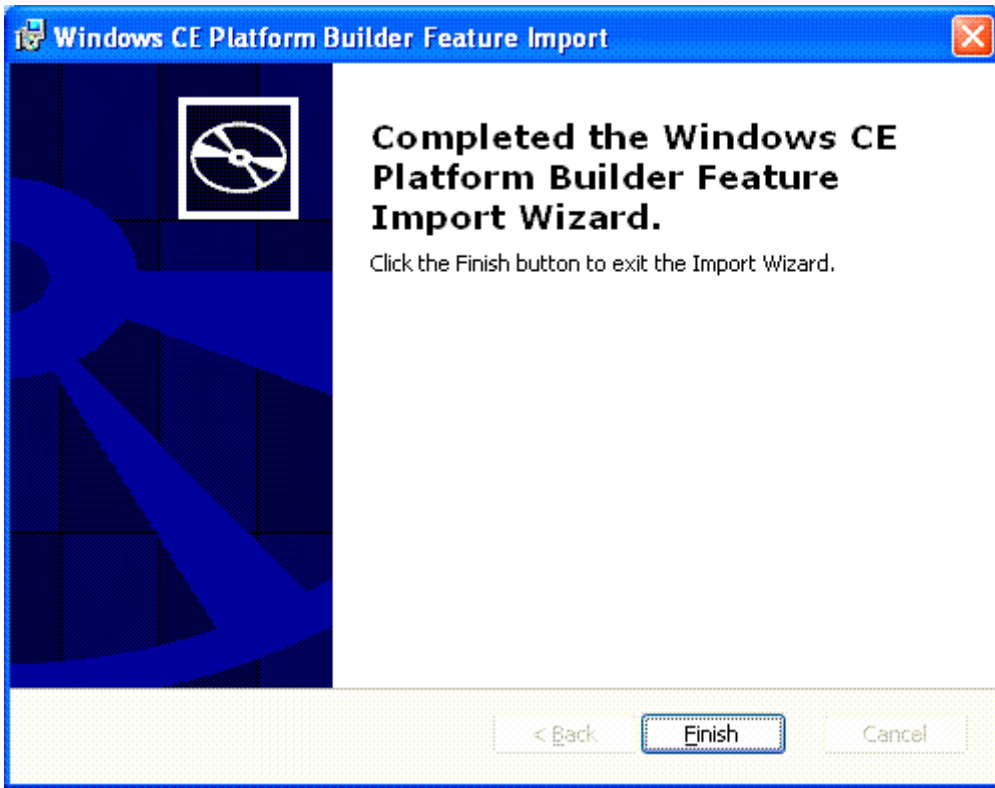 Windows CE Platform Builder Feature Import
Completed the Windows CE
Platform Builder Feature
Import Wizard.
Click the Finish button to exit the Import Wizard.
< Back
Finish
Cancel